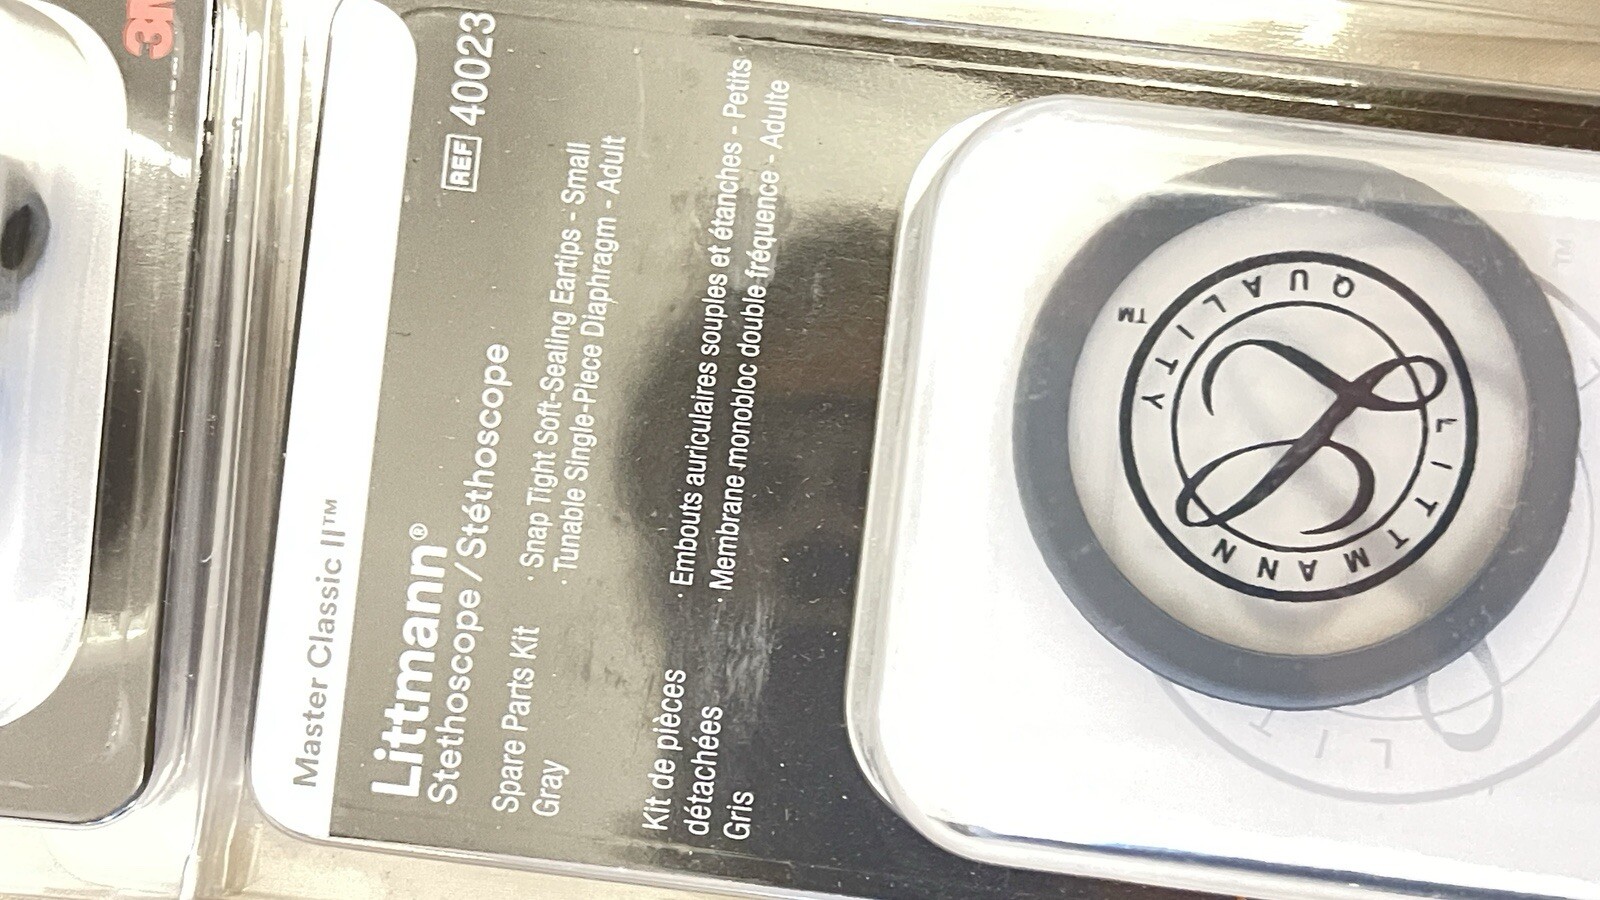 3M
Master Classic II™
Littmann®
Stethoscope / Stéthoscope
REF 40023
Spare Parts Kit
Gray
· Snap Tight Soft-Sealing Eartips - Small
· Tunable Single-Piece Diaphragm - Adult
Kit de pièces
détachées
Gris
· Embouts auriculaires souples et étanches - Petits
· Membrane monobloc double fréquence - Adulte
LITTMANN QUALITY ™
L
LIT